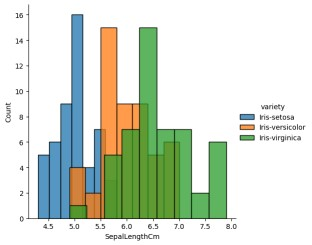 16
14
12
10
8
6
4
2
0
4.5 5.0 5.5 6.0 6.5 7.0 7.5 8.0
SepalLengthCm
Count
variety
Iris-setosa
Iris-versicolor
Iris-virginica